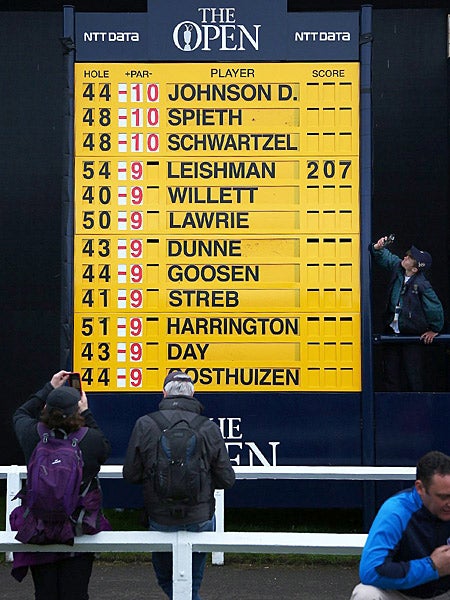 THE
OPEN
NTT DATA
NTT DATA
HOLE +PAR- PLAYER SCORE
44 -10 JOHNSON D.
48 -10 SPIETH
48 -10 SCHWARTZEL
54 -9 LEISHMAN 207
40 -9 WILLETT
50 -9 LAWRIE
43 -9 DUNNE
44 -9 GOOSEN
41 -9 STREB
51 -9 HARRINGTON
43 -9 DAY
44 -9 OOSTHUIZEN
THE
OPEN